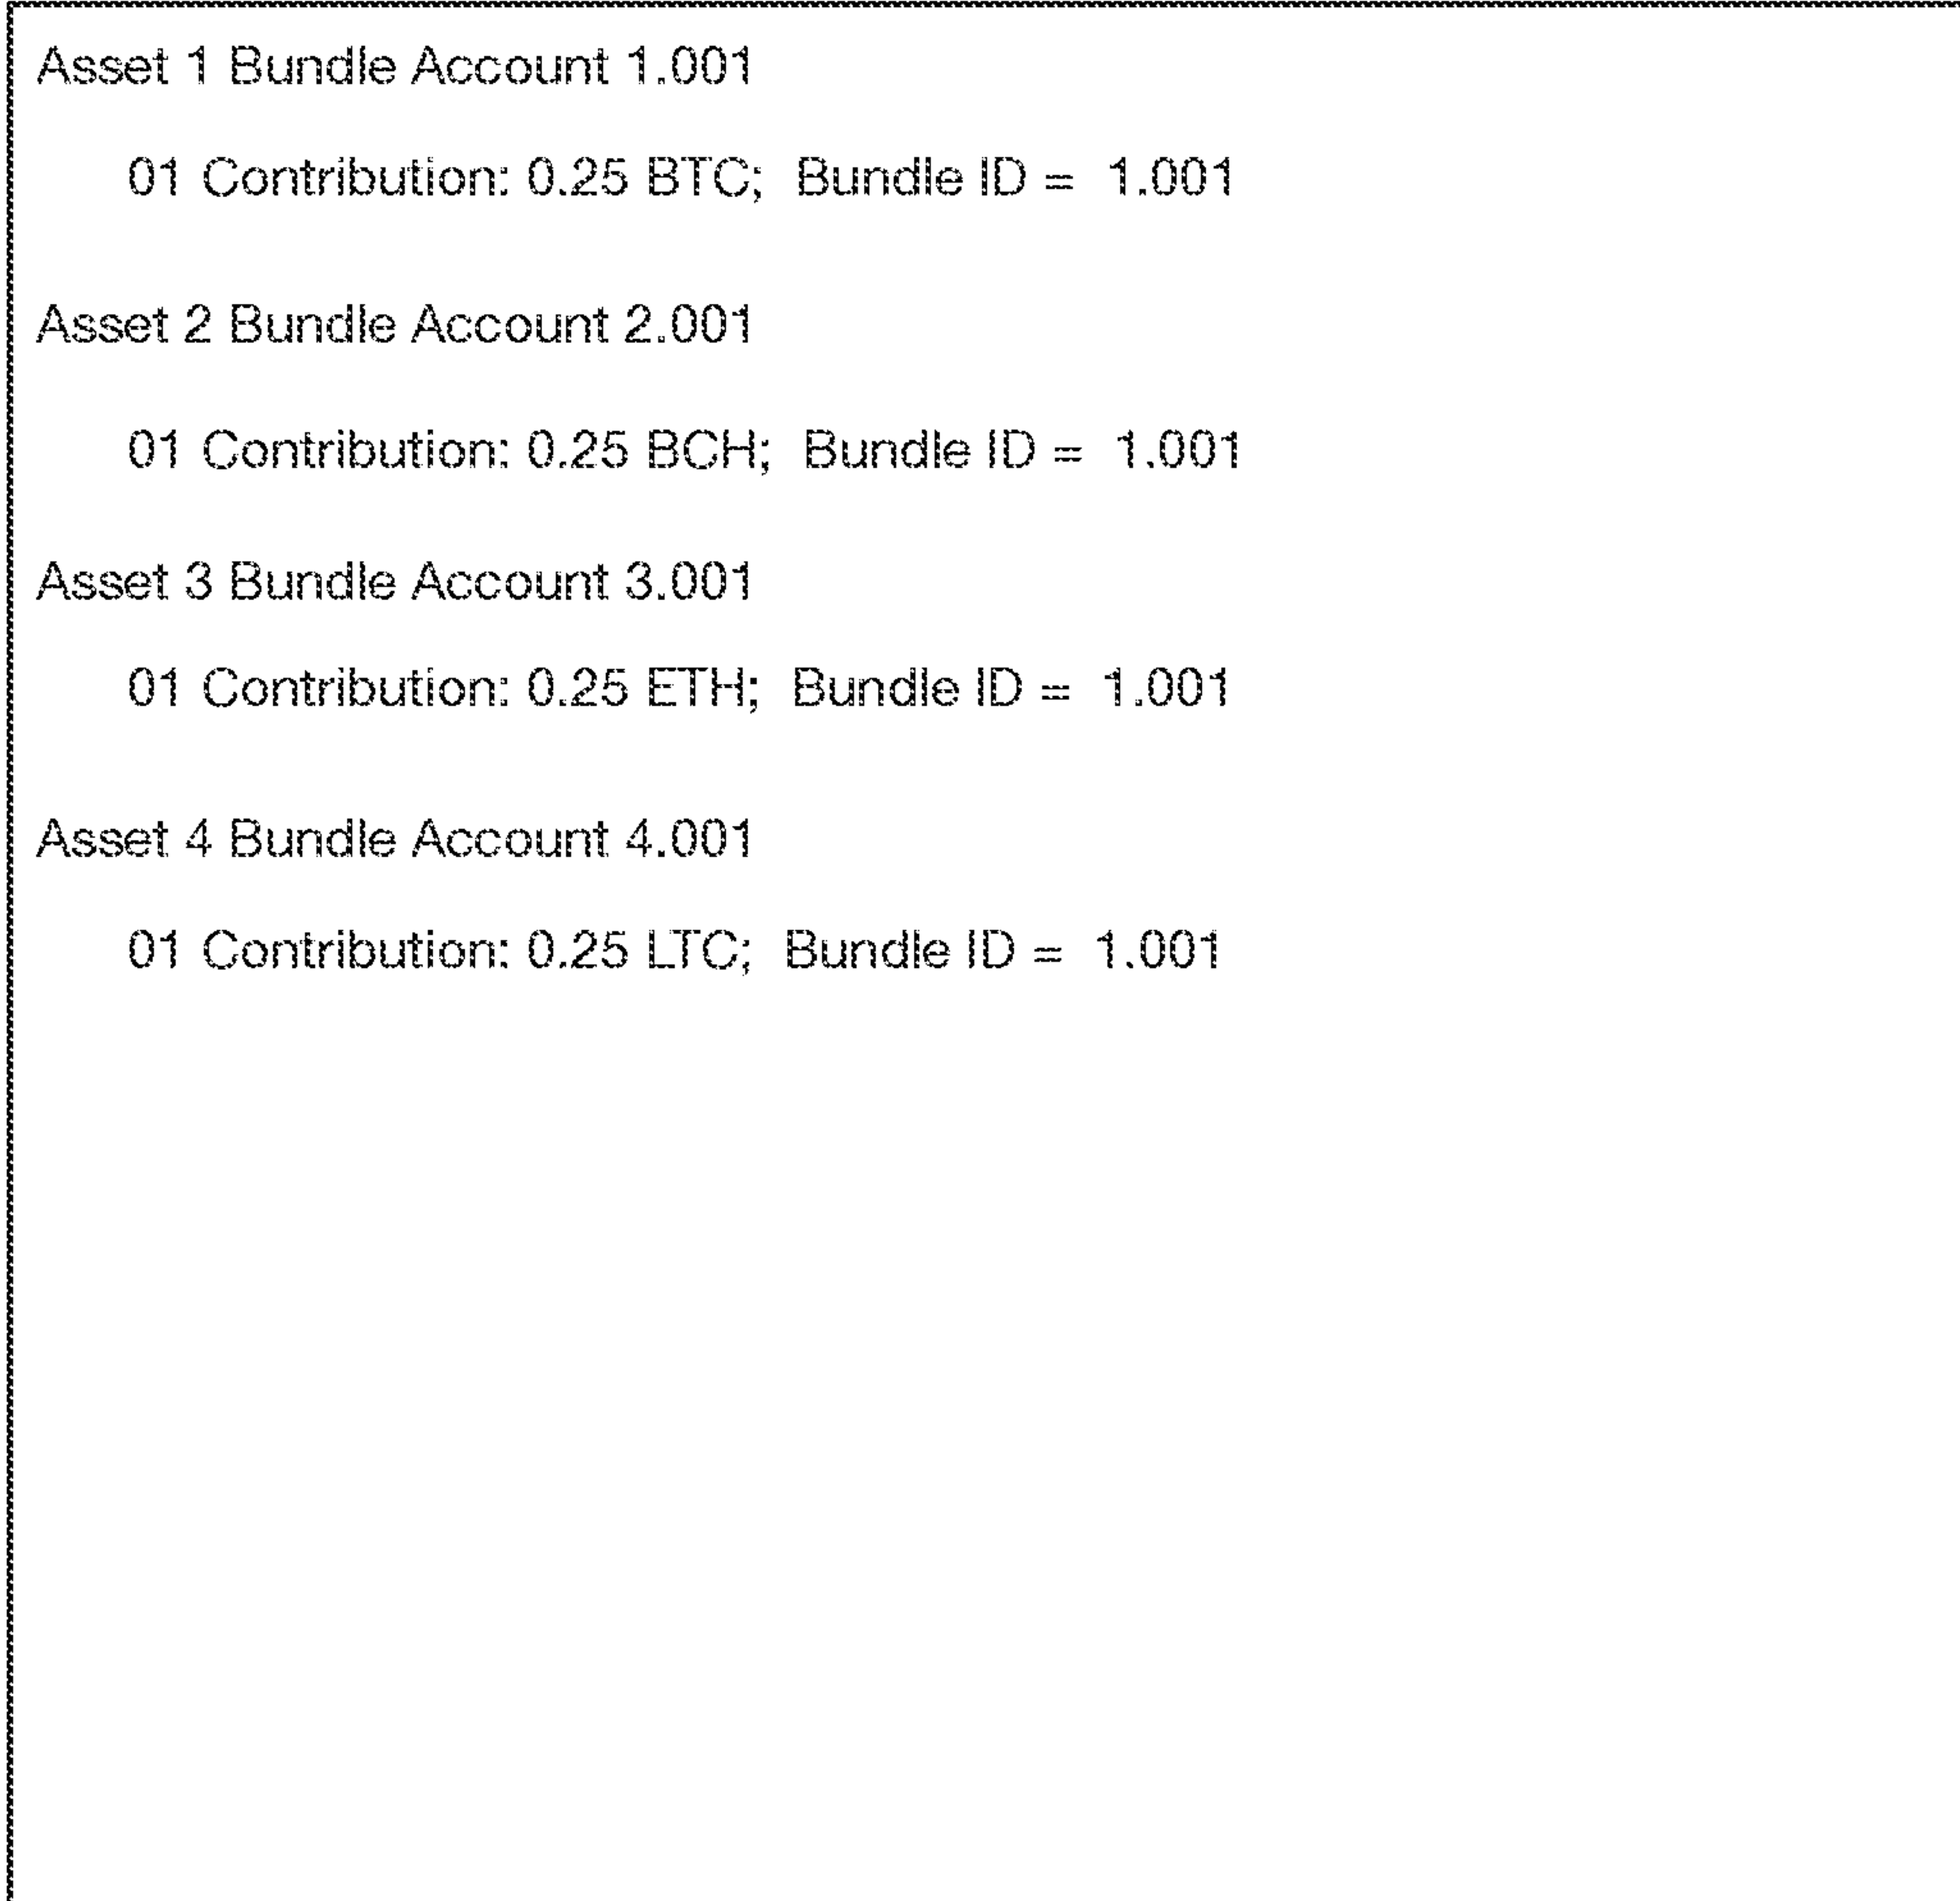 Asset 1 Bundle Account 1.001
01 Contribution: 0.25 BTC; Bundle ID = 1.001
Asset 2 Bundle Account 2.001
01 Contribution: 0.25 BCH; Bundle ID = 1.001
Asset 3 Bundle Account 3.001
01 Contribution: 0.25 ETH; Bundle ID = 1.001
Asset 4 Bundle Account 4.001
01 Contribution: 0.25 LTC; Bundle ID = 1.001